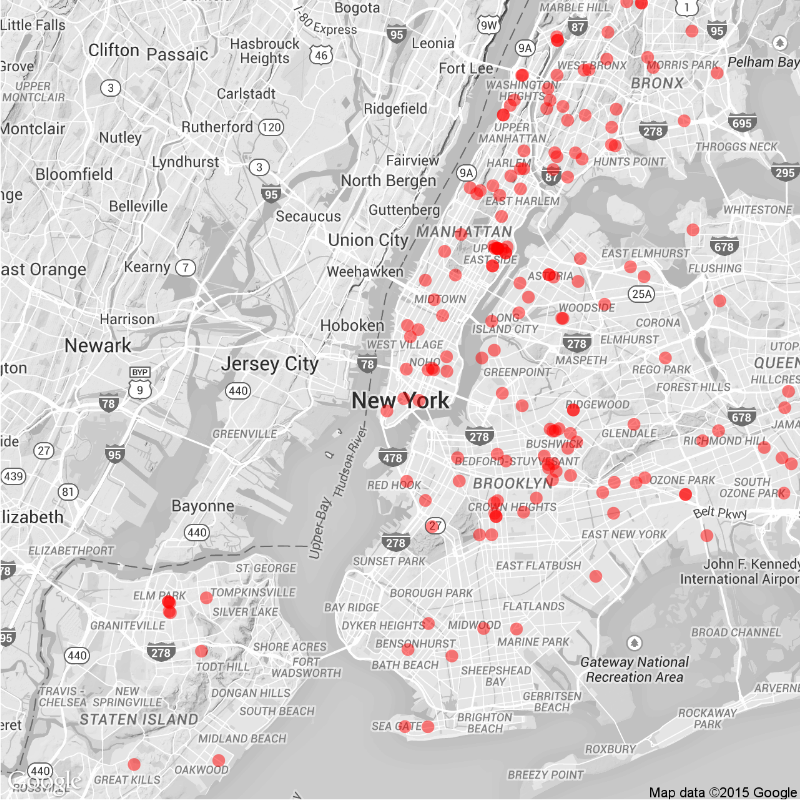 Little Falls
Bogota
I-80 Express
9W
MARBLE HILL
87
1
95
Clifton
Passaic
Hasbrouck
Heights
46
95
Leonia
9A
Fort Lee
WEST BRONX
MORRIS PARK
Pelham Bay
BRONX
Grove
UPPER
MONTCLAIR
3
Carlstadt
WASHINGTON
HEIGHTS
Ridgefield
Montclair
Nutley
Rutherford
120
UPPER
MANHATTAN
278
695
THROGGS NECK
Lyndhurst
3
Fairview
HARLEM
HUNTS POINT
Bloomfield
North Bergen
9A
87
295
95
Belleville
Guttenberg
EAST HARLEM
Secaucus
WHITESTONE
Union City
MANHATTAN
678
ast Orange
Kearny
7
Weehawken
UPPER
EAST SIDE
EAST ELMHURST
FLUSHING
ASTORIA
25A
MIDTOWN
WOODSIDE
Harrison
Hoboken
LONG
ISLAND CITY
CORONA
Newark
WEST VILLAGE
278
ELMHURST
Jersey City
78
NOHO
MASPETH
REGO PARK
QUEENS
BYP
9
440
GREENPOINT
FOREST HILLS
HILLCREST
78
New York
RIDGEWOOD
678
JAMA
GREENVILLE
278
BUSHWICK
GLENDALE
RICHMOND HILL
27
95
478
Hudson River
BEDFORD-STUYVESANT
439
81
RED HOOK
BROOKLYN
OZONE PARK
SOUTH
OZONE PARK
Bayonne
CROWN HEIGHTS
Belt Pkwy
lizabeth
440
Upper Bay
27
EAST NEW YORK
ELIZABETHPORT
278
SUNSET PARK
EAST FLATBUSH
John F. Kennedy
International Airport
78
ST. GEORGE
ELM PARK
TOMPKINSVILLE
BOROUGH PARK
GRANITEVILLE
SILVER LAKE
BAY RIDGE
FLATLANDS
DYKER HEIGHTS
MIDWOOD
BROAD CHANNEL
95
440
278
SHORE ACRES
BENSONHURST
MARINE PARK
TODT HILL
FORT
WADSWORTH
BATH BEACH
SHEEPSHEAD
BAY
Gateway National
Recreation Area
TRAVIS -
CHELSEA
NEW
SPRINGVILLE
DONGAN HILLS
GERRITSEN
BEACH
ARVERNE
STATEN ISLAND
SOUTH BEACH
SEA GATE
BRIGHTON
BEACH
ROCKAWAY
PARK
MIDLAND BEACH
ROXBURY
440
GREAT KILLS
OAKWOOD
BREEZY POINT
Google
ROSSVILLE
Map data ©2015 Google